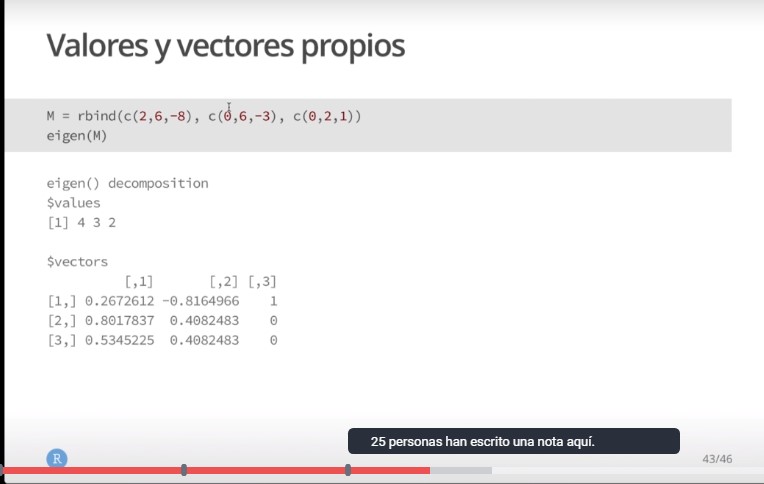 Valores y vectores propios
M = rbind(c(2,6,-8), c(0,6,-3), c(0,2,1))
eigen(M)
eigen() decomposition
$values
[1] 4 3 2
$vectors
[,1] [,2] [,3]
[1,] 0.2672612 -0.8164966 1
[2,] 0.8017837 0.4082483 0
[3,] 0.5345225 0.4082483 0
25 personas han escrito una nota aquí.
R
43/46